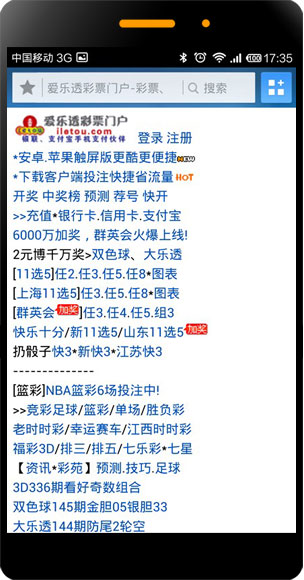 中国移动 3G 17:35
爱乐透彩票门户-彩票、 搜索
爱乐透彩票门户
iletou.com
银联、支付宝手机支付伙伴
登录 注册
*安卓.苹果触屏版更酷更便捷NEW
*下载客户端投注快捷省流量 HOT
开奖 中奖榜 预测 荐号 快开
>>充值*银行卡.信用卡.支付宝
6000万加奖，群英会火爆上线!
2元博千万奖>双色球、大乐透
[11选5]任2.任3.任5.任8*图表
[上海11选5]任3.任5.任8*图表
[群英会加奖]任3.任4.任5.组3
快乐十分/新11选5/山东11选5加奖
扔骰子快3*新快3*江苏快3
--------------
[篮彩]NBA篮彩6场投注中!
>>竞彩足球/篮彩/单场/胜负彩
老时时彩/幸运赛车/江西时时彩
福彩3D/排三/排五/七乐彩*七星
【资讯*彩苑】预测.技巧.足球
3D336期看好奇数组合
双色球145期金胆05银胆33
大乐透144期防尾2轮空